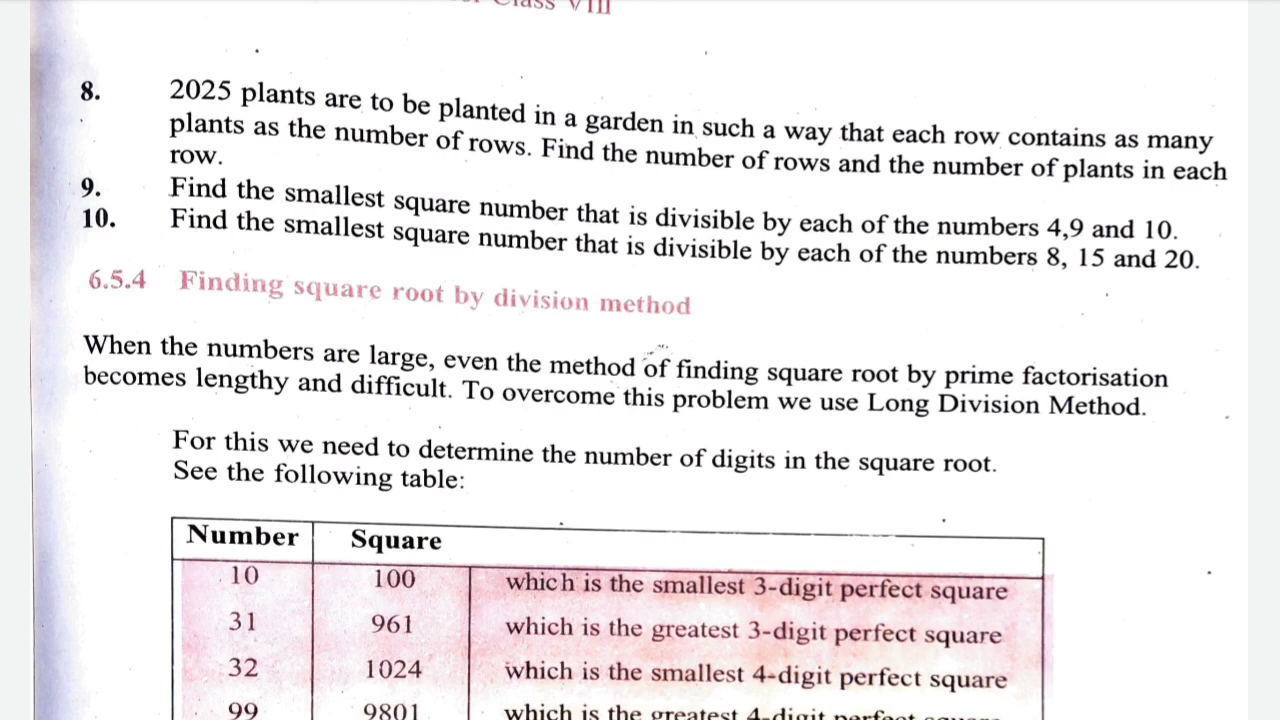 Class VIII
8. 2025 plants are to be planted in a garden in such a way that each row contains as many
plants as the number of rows. Find the number of rows and the number of plants in each
row.
9. Find the smallest square number that is divisible by each of the numbers 4,9 and 10.
10. Find the smallest square number that is divisible by each of the numbers 8, 15 and 20.
6.5.4 Finding square root by division method
When the numbers are large, even the method of finding square root by prime factorisation
becomes lengthy and difficult. To overcome this problem we use Long Division Method.
For this we need to determine the number of digits in the square root.
See the following table:
Number Square
10 100 which is the smallest 3-digit perfect square
31 961 which is the greatest 3-digit perfect square
32 1024 which is the smallest 4-digit perfect square
99 9801 which is the greatest 4-digit perfect square